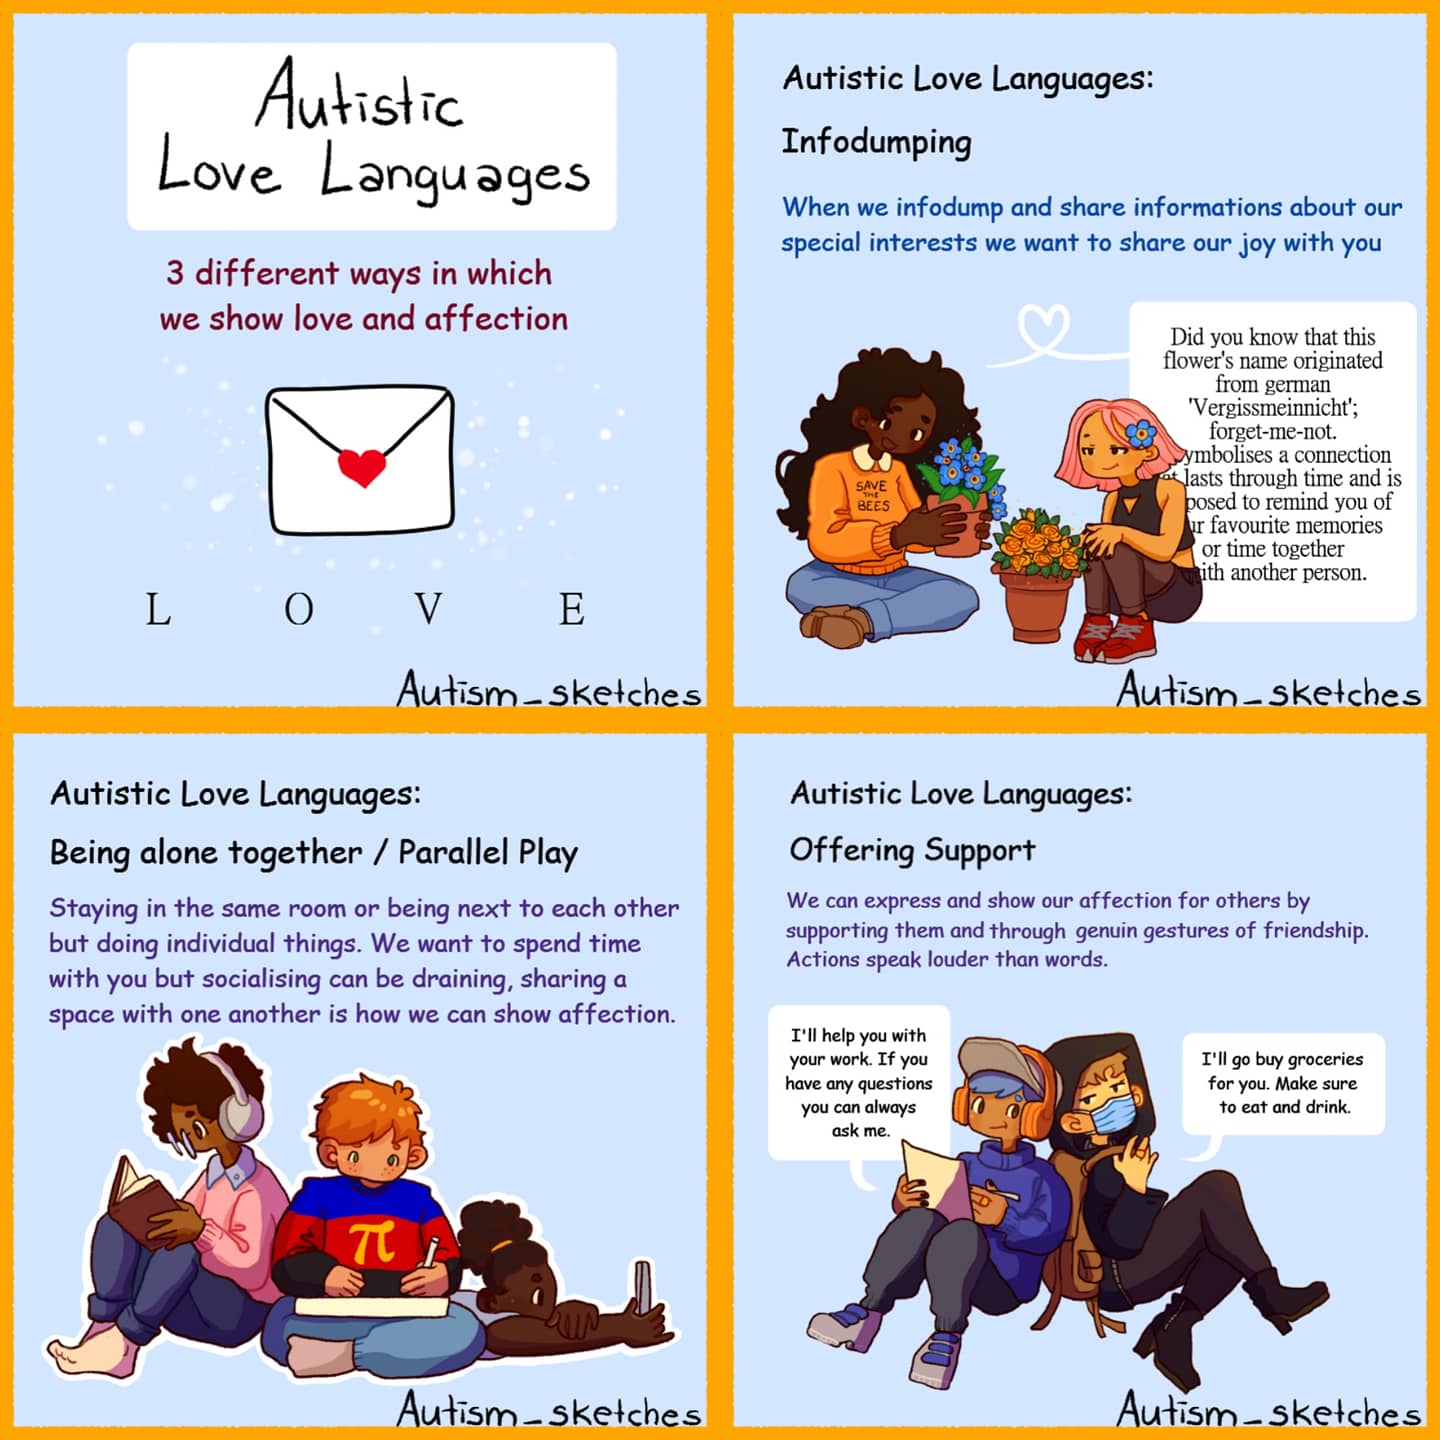 Autistic
Love Languages
3 different ways in which
we show love and affection
L O V E
Autism_sketches
Autistic Love Languages:
Infodumping
When we infodump and share informations about our
special interests we want to share our joy with you
Did you know that this
flower's name originated
from german
'Vergissmeinnicht';
forget-me-not.
ymbolises a connection
lasts through time and is
posed to remind you of
ur favourite memories
or time together
ith another person.
SAVE
THE
BEES
Autism_sketches
Autistic Love Languages:
Being alone together / Parallel Play
Staying in the same room or being next to each other
but doing individual things. We want to spend time
with you but socialising can be draining, sharing a
space with one another is how we can show affection.
π
Autism_sketches
Autistic Love Languages:
Offering Support
We can express and show our affection for others by
supporting them and through genuin gestures of friendship.
Actions speak louder than words.
I'll help you with
your work. If you
have any questions
you can always
ask me.
I'll go buy groceries
for you. Make sure
to eat and drink.
Autism_sketches